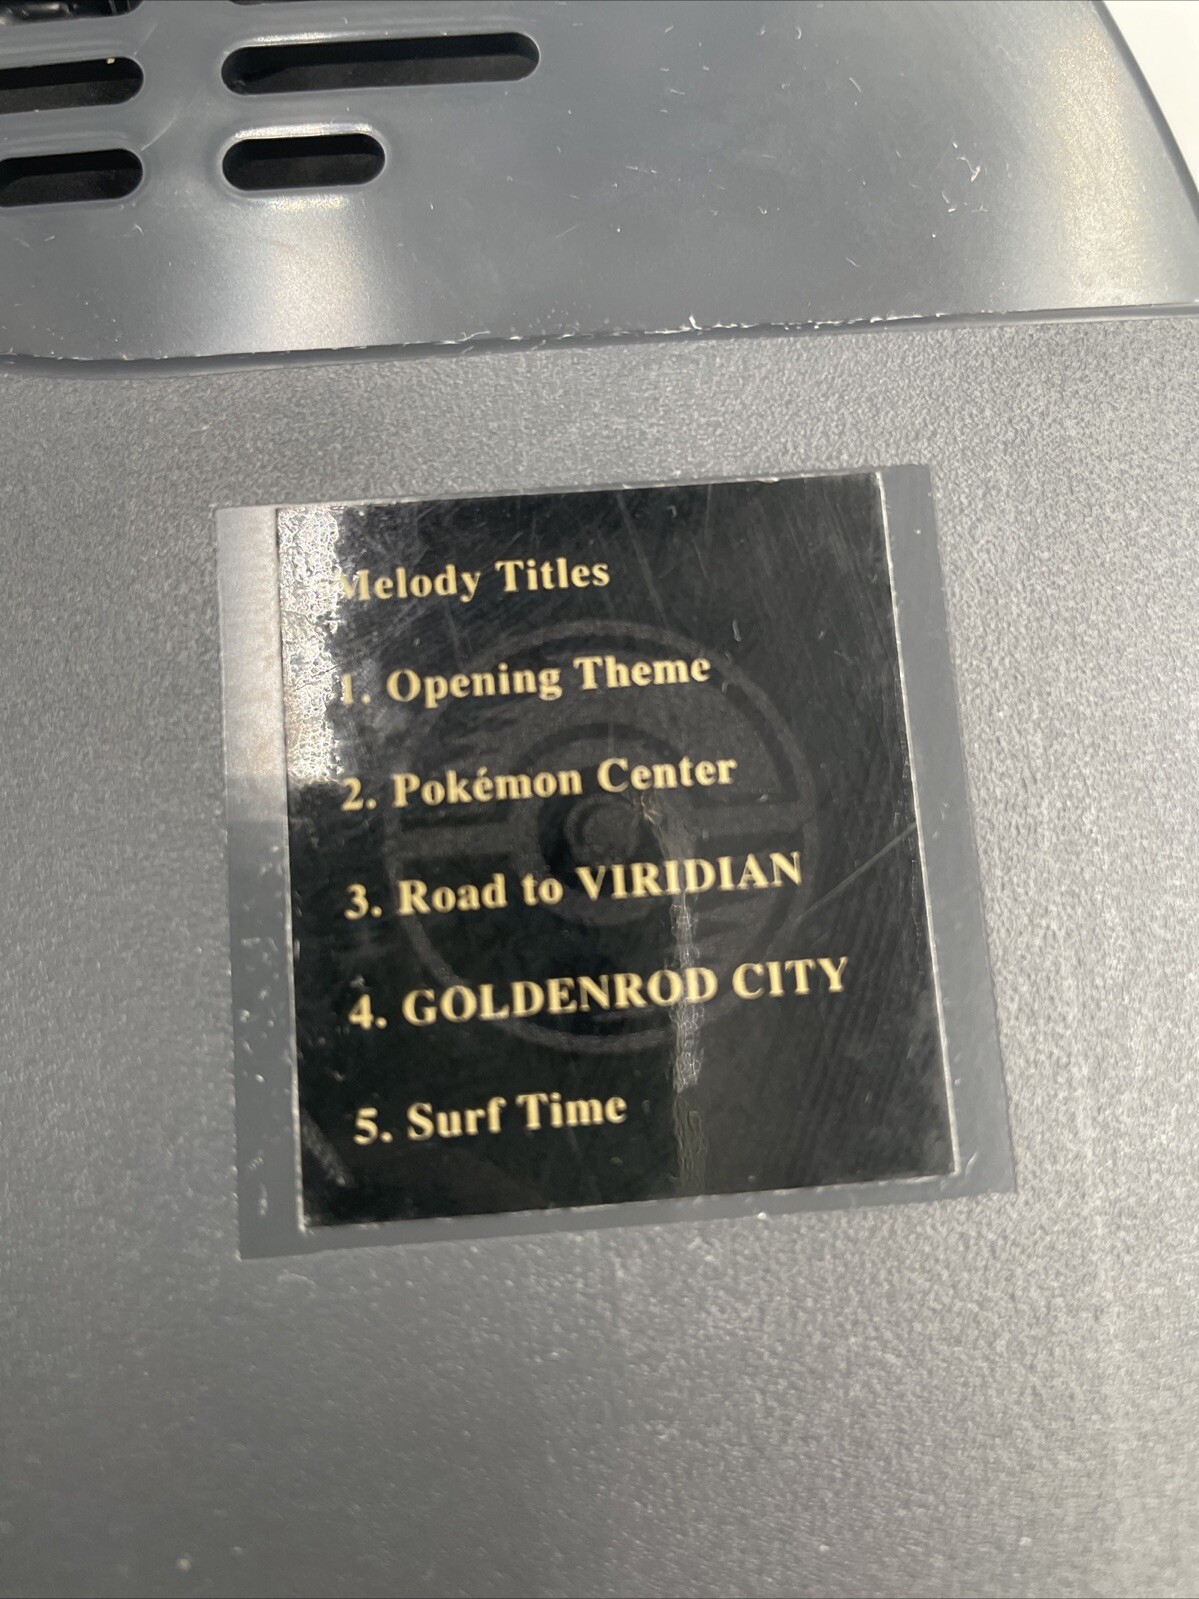 Melody Titles
1. Opening Theme
2. Pokémon Center
3. Road to VIRIDIAN
4. GOLDENROD CITY
5. Surf Time